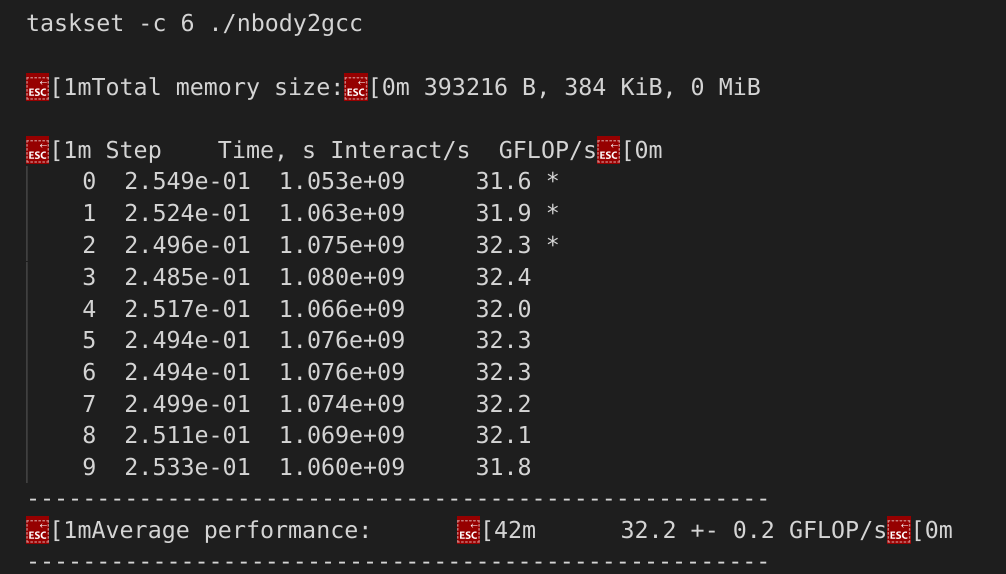 taskset -c 6 ./nbody2gcc
ESC[1mTotal memory size:ESC[0m 393216 B, 384 KiB, 0 MiB
ESC[1m Step    Time, s Interact/s  GFLOP/sESC[0m
    0  2.549e-01  1.053e+09     31.6 *
    1  2.524e-01  1.063e+09     31.9 *
    2  2.496e-01  1.075e+09     32.3 *
    3  2.485e-01  1.080e+09     32.4
    4  2.517e-01  1.066e+09     32.0
    5  2.494e-01  1.076e+09     32.3
    6  2.494e-01  1.076e+09     32.3
    7  2.499e-01  1.074e+09     32.2
    8  2.511e-01  1.069e+09     32.1
    9  2.533e-01  1.060e+09     31.8
-----------------------------------------------------
ESC[1mAverage performance:      ESC[42m      32.2 +- 0.2 GFLOP/sESC[0m
-----------------------------------------------------